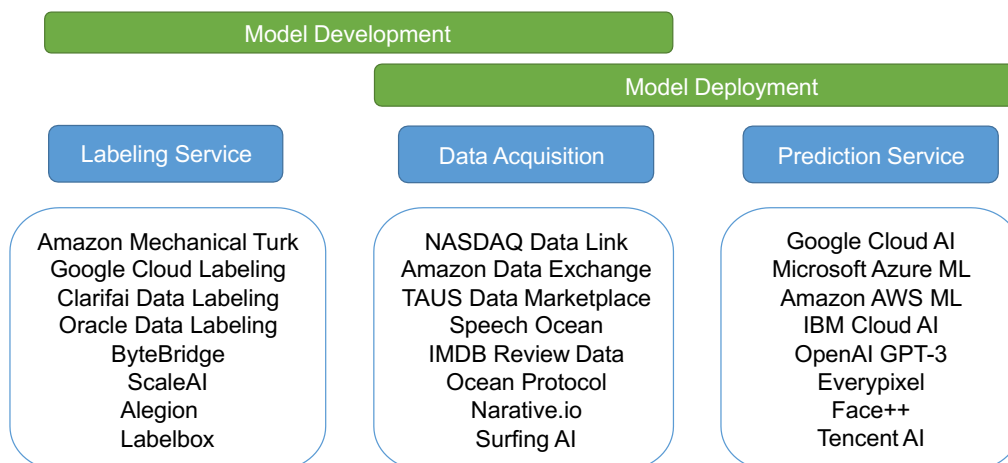 Model Development
Model Deployment
Labeling Service
Data Acquisition
Prediction Service
Amazon Mechanical Turk
Google Cloud Labeling
Clarifai Data Labeling
Oracle Data Labeling
ByteBridge
ScaleAI
Alegion
Labelbox
NASDAQ Data Link
Amazon Data Exchange
TAUS Data Marketplace
Speech Ocean
IMDB Review Data
Ocean Protocol
Narative.io
Surfing AI
Google Cloud AI
Microsoft Azure ML
Amazon AWS ML
IBM Cloud AI
OpenAI GPT-3
Everypixel
Face++
Tencent AI